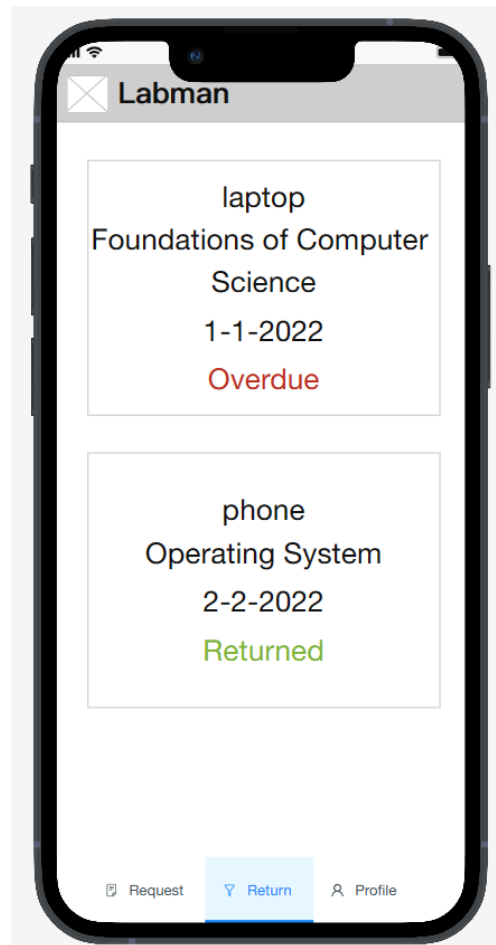 Labman
laptop
Foundations of Computer
Science
1-1-2022
Overdue
phone
Operating System
2-2-2022
Returned
Request
Return
Profile